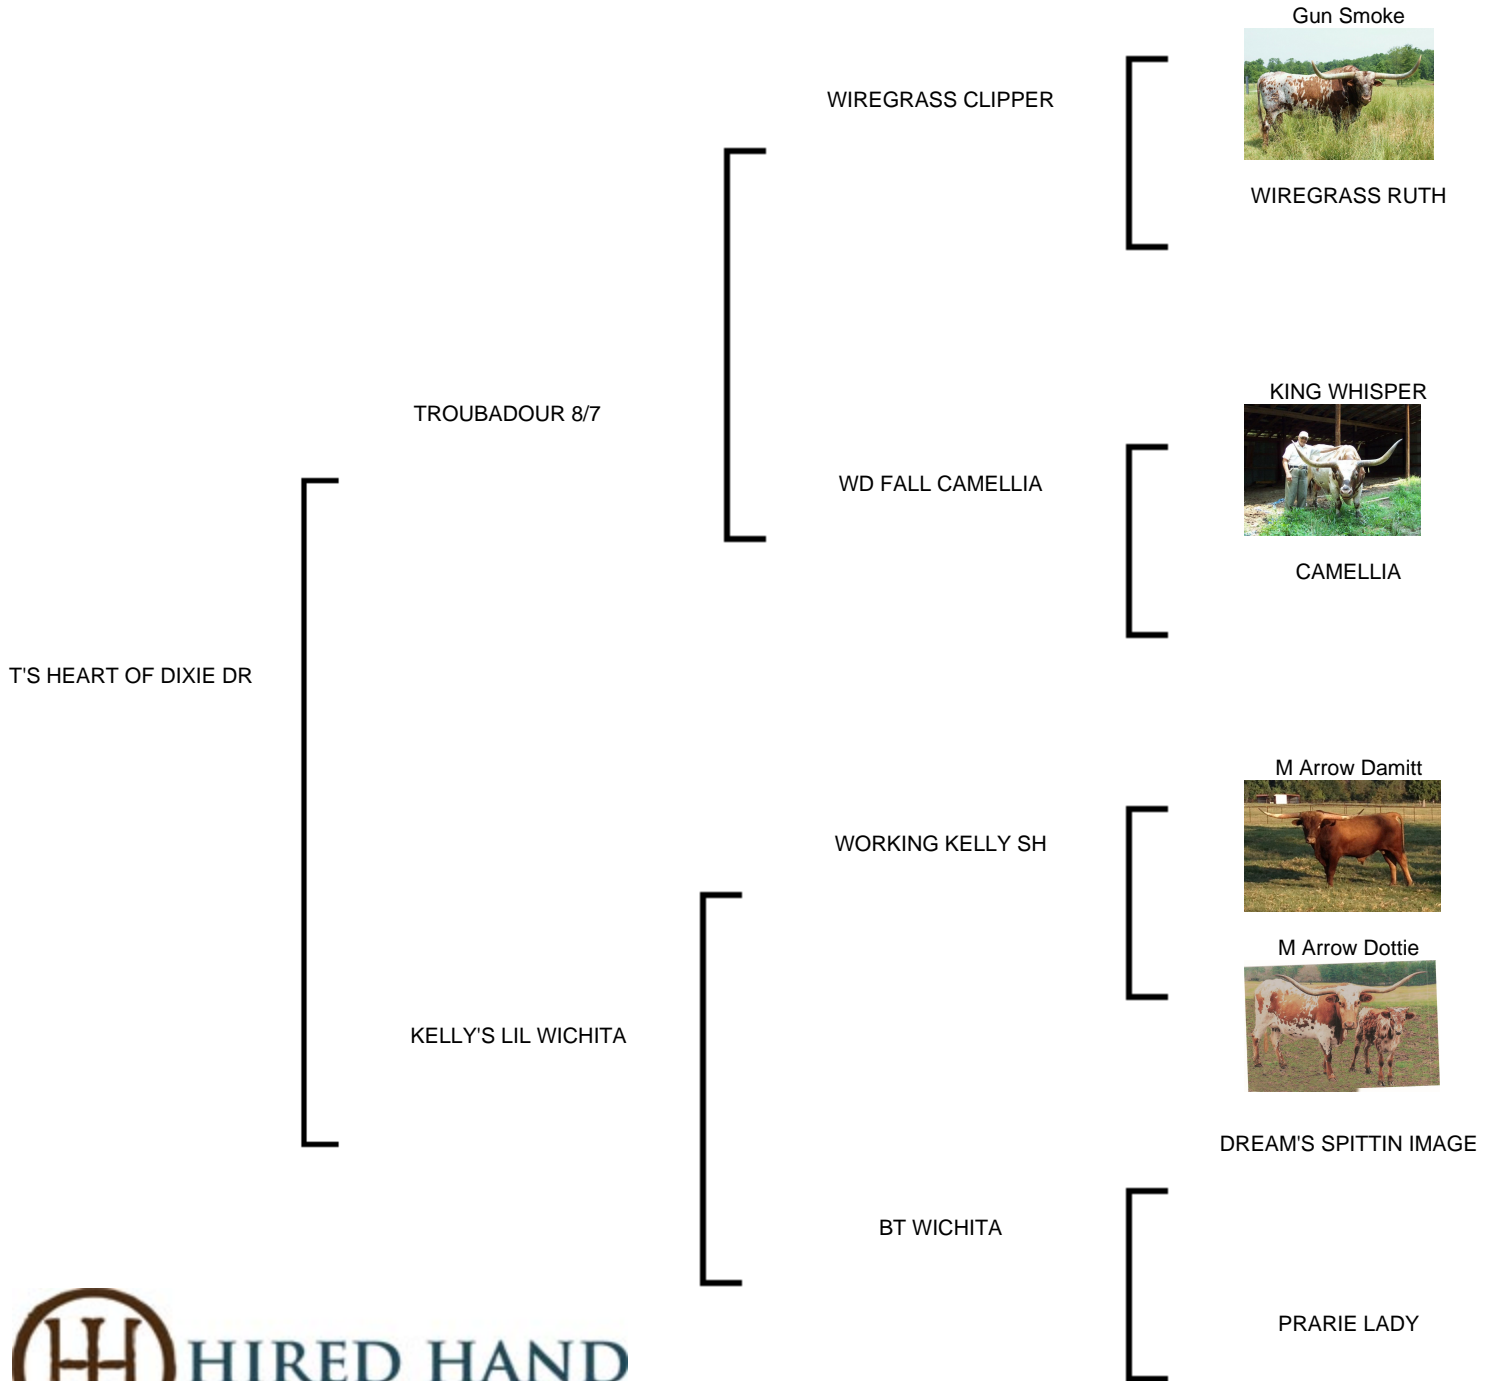 Gun Smoke
WIREGRASS CLIPPER
WIREGRASS RUTH
TROUBADOUR 8/7
KING WHISPER
WD FALL CAMELLIA
CAMELLIA
T'S HEART OF DIXIE DR
M Arrow Damitt
WORKING KELLY SH
M Arrow Dottie
KELLY'S LIL WICHITA
DREAM'S SPITTIN IMAGE
BT WICHITA
PRARIE LADY
HIRED HAND